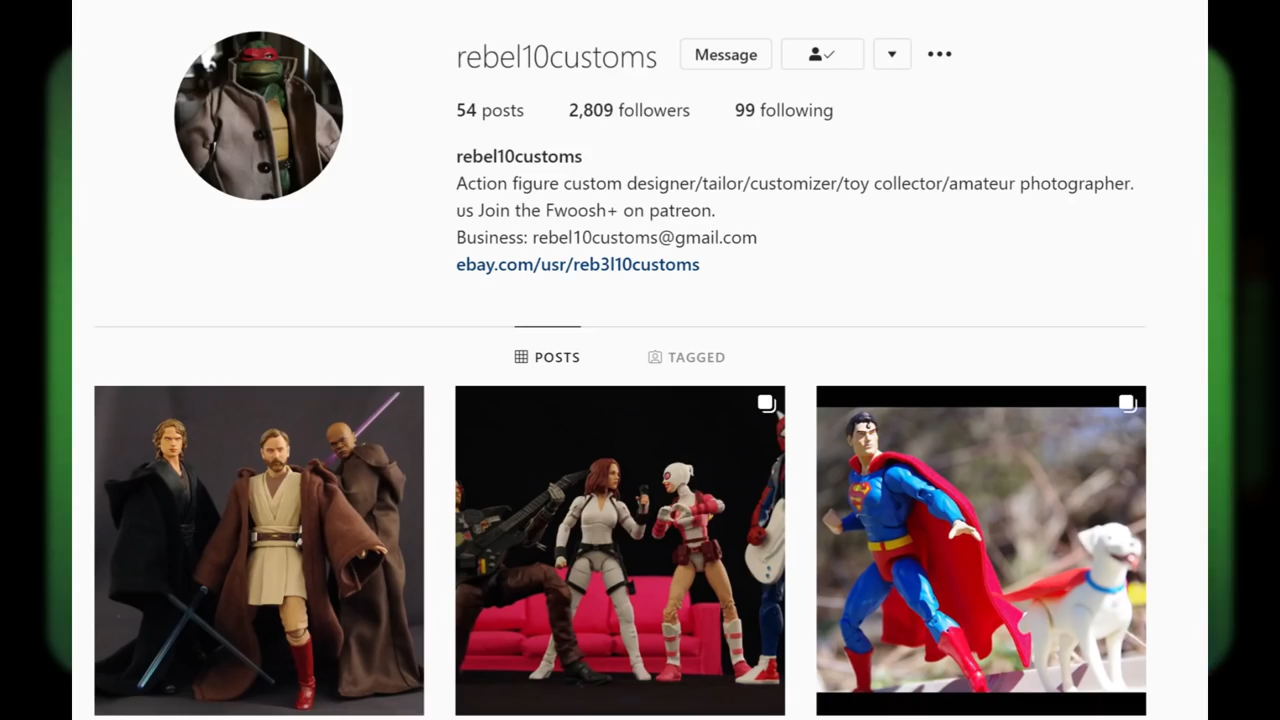 rebel10customs
Message
54 posts 2,809 followers 99 following
rebel10customs
Action figure custom designer/tailor/customizer/toy collector/amateur photographer.
us Join the Fwoosh+ on patreon.
Business: rebel10customs@gmail.com
ebay.com/usr/reb3l10customs
POSTS TAGGED